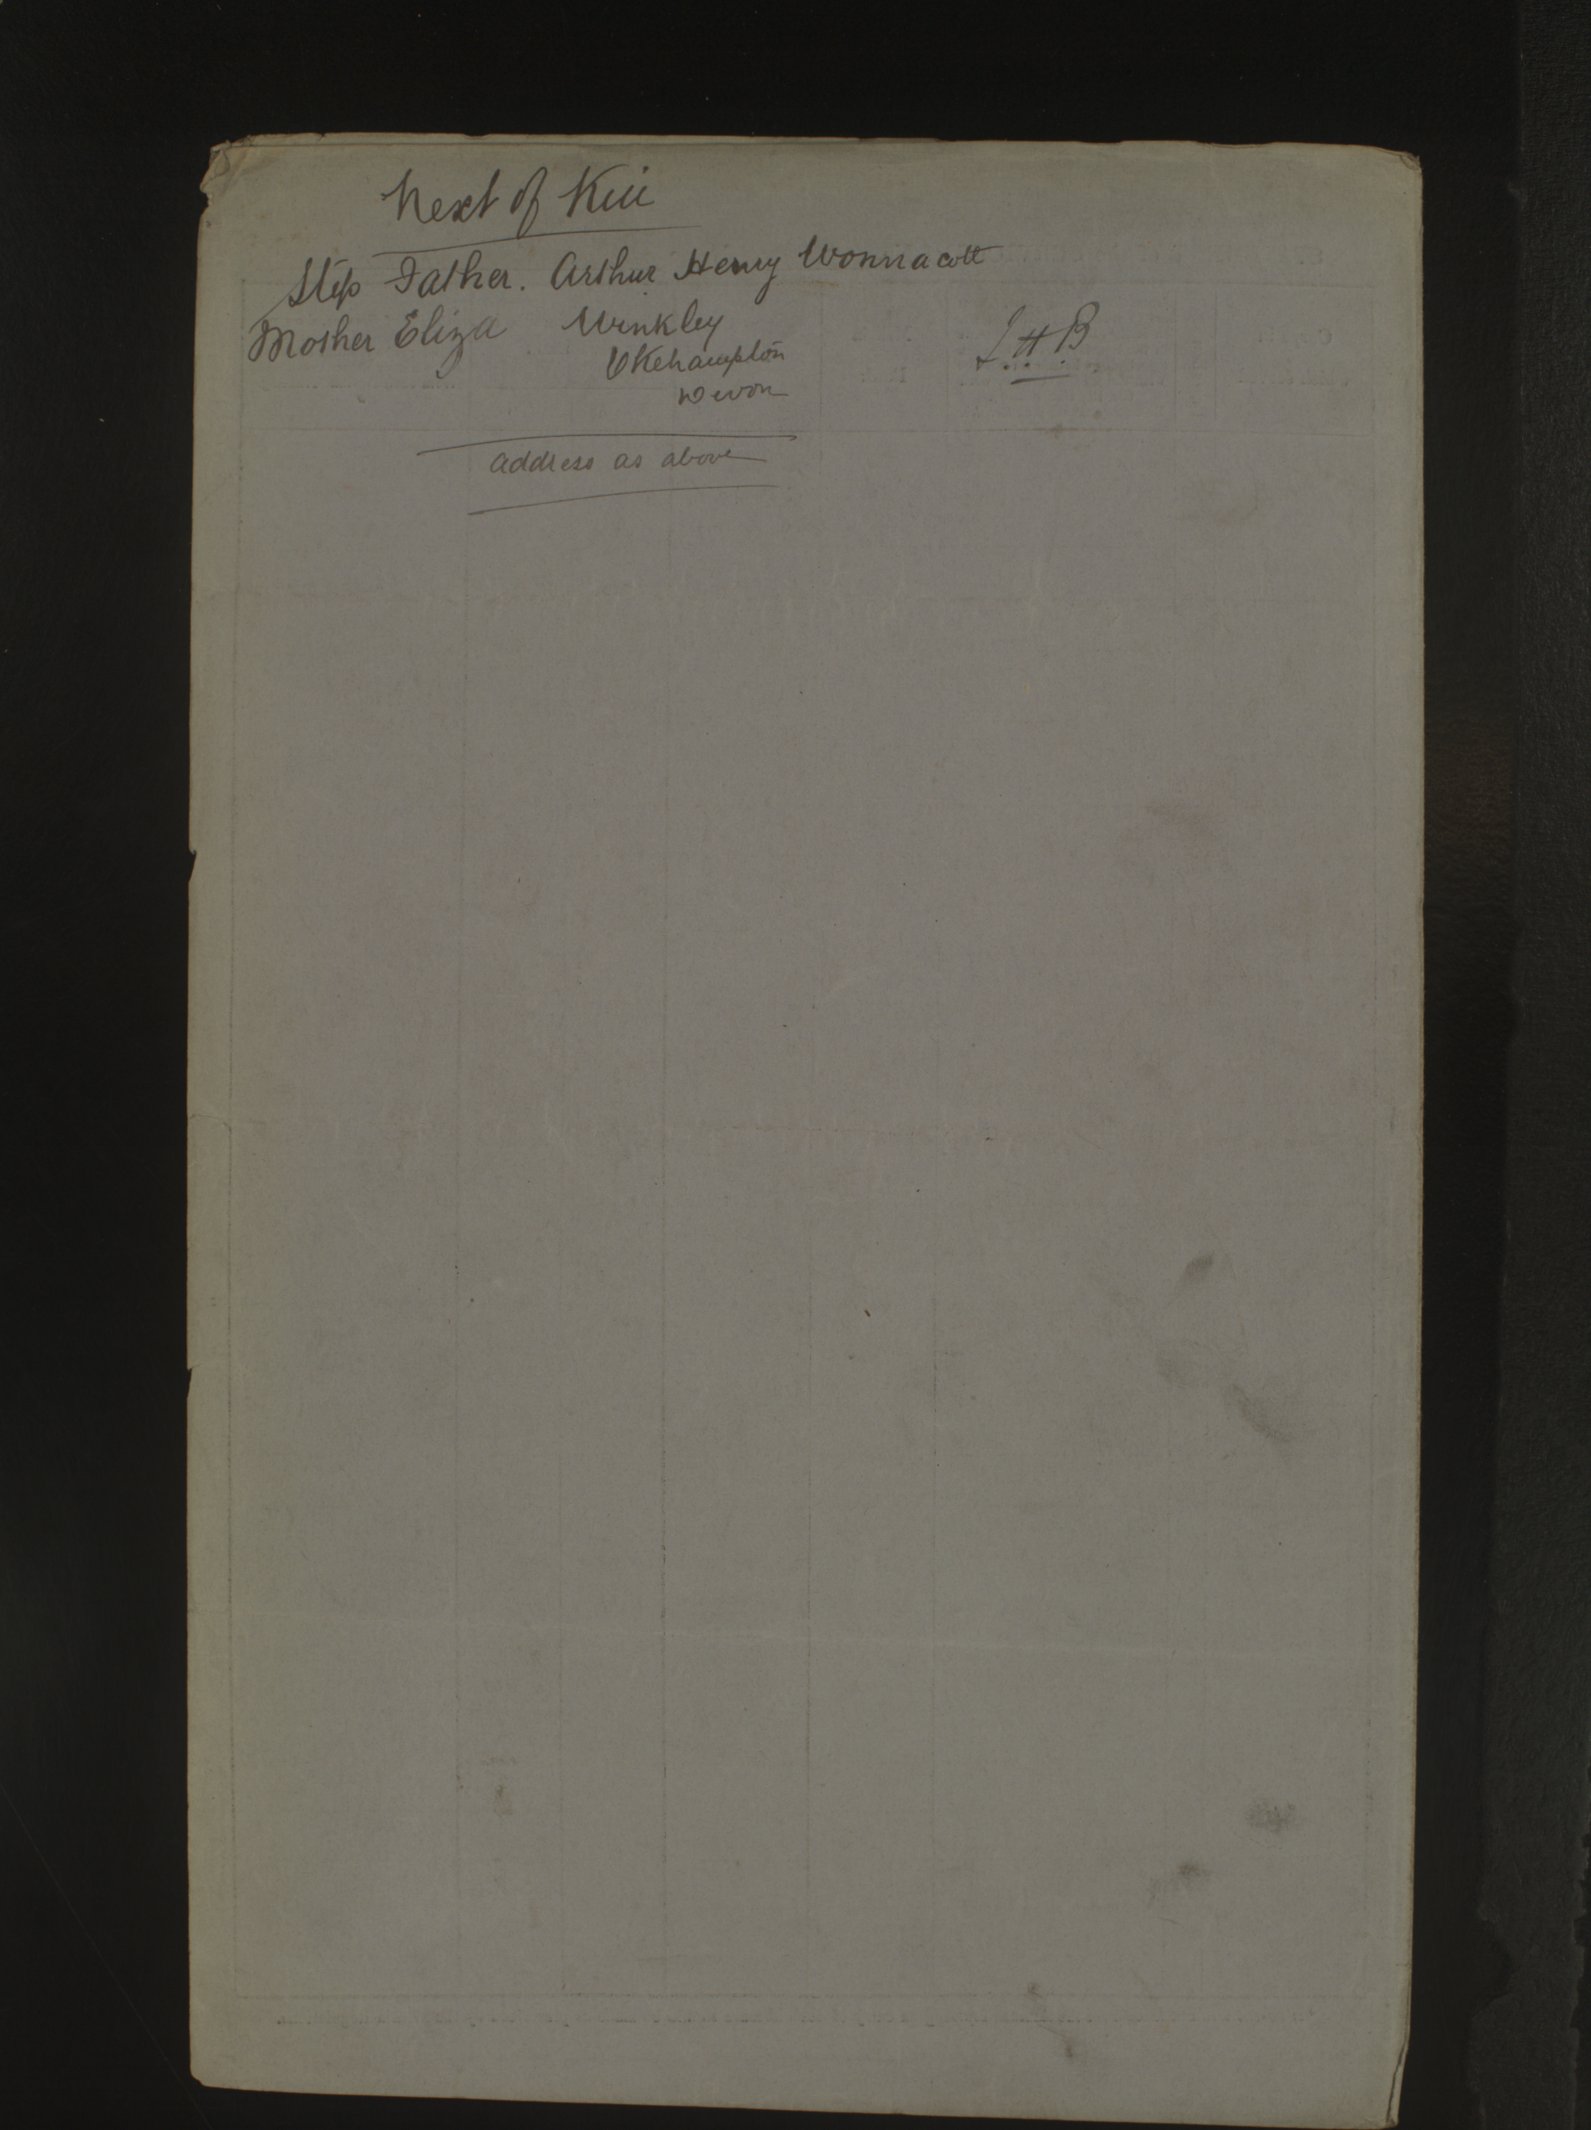 Next of Kin
Step Father. Arthur Henry Wonnacott
Mother Eliza Winkley
Okehampton
Devon
address as above